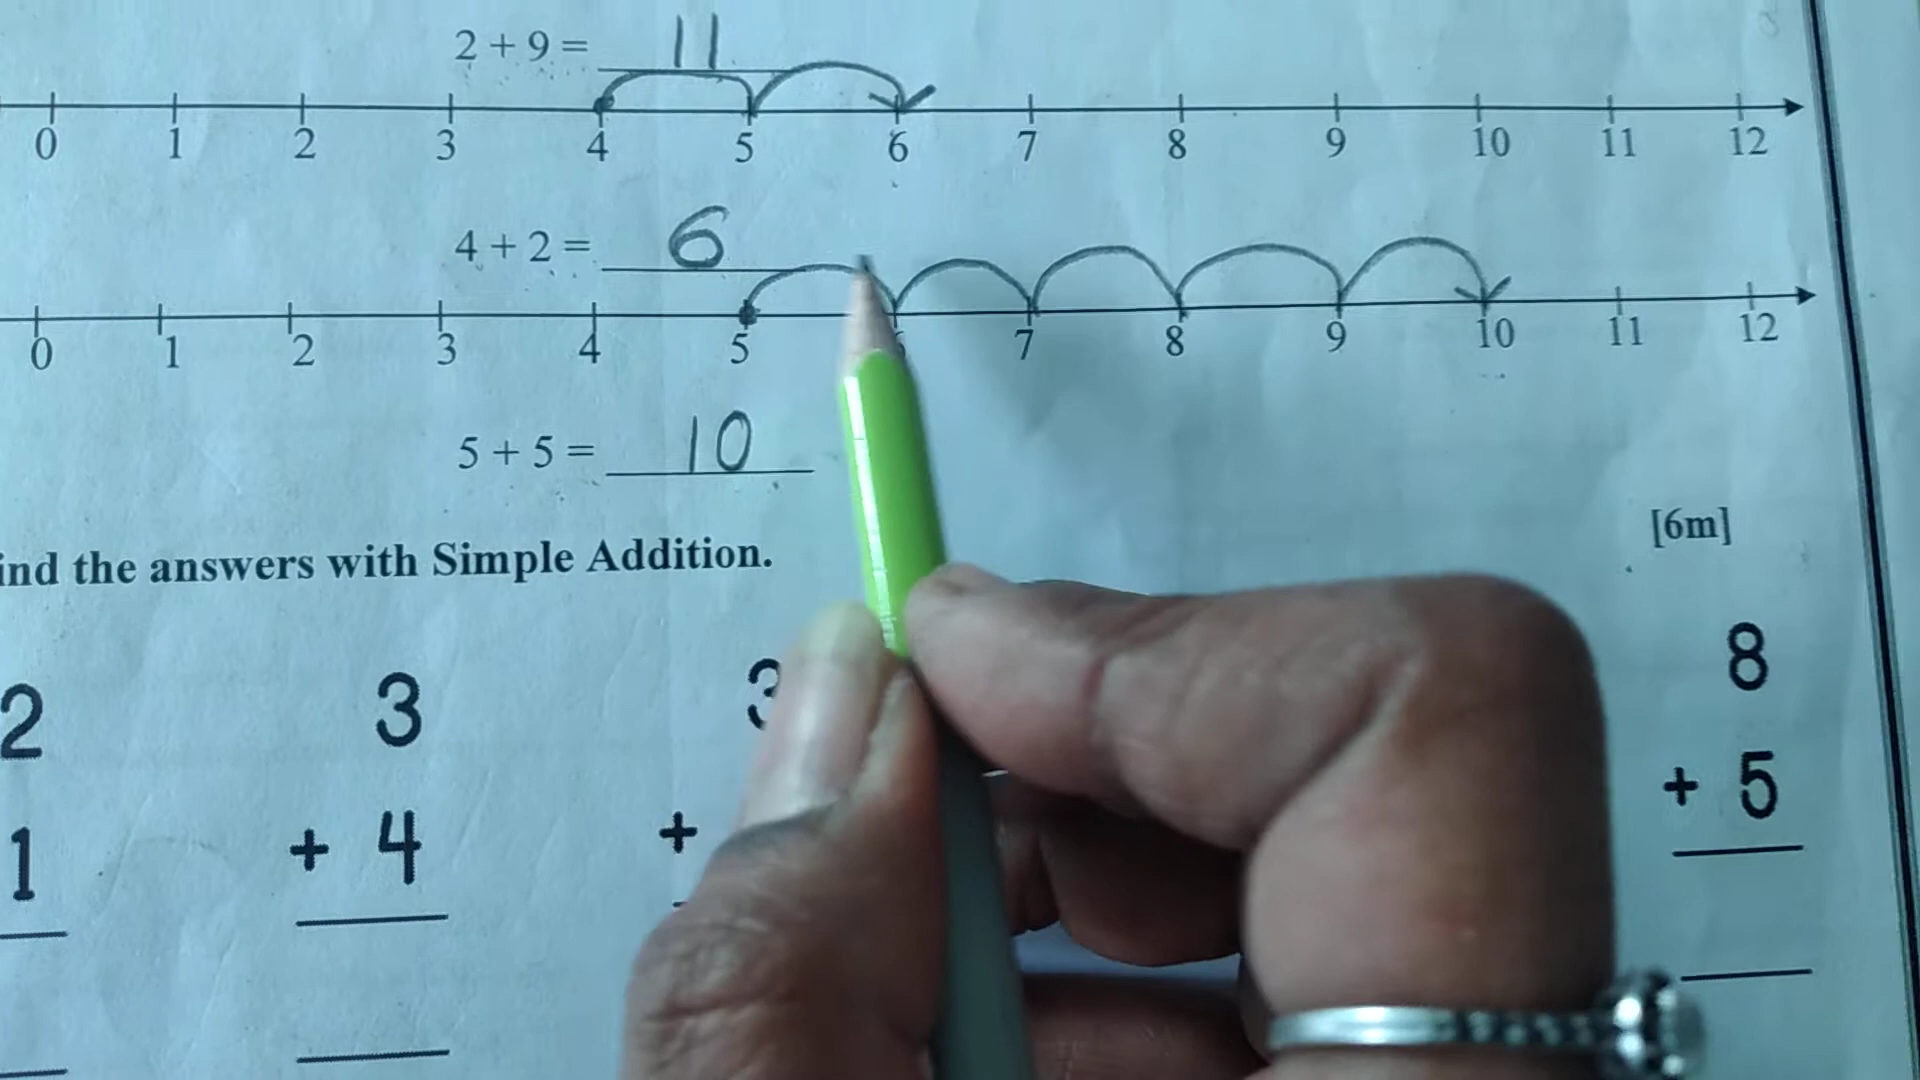 2 + 9 = 11
0 1 2 3 4 5 6 7 8 9 10 11 12
4 + 2 = 6
0 1 2 3 4 5 7 8 9 10 11 12
5 + 5 = 10
[6m]
ind the answers with Simple Addition.
2 3 3 8
1 + 4 + + 5